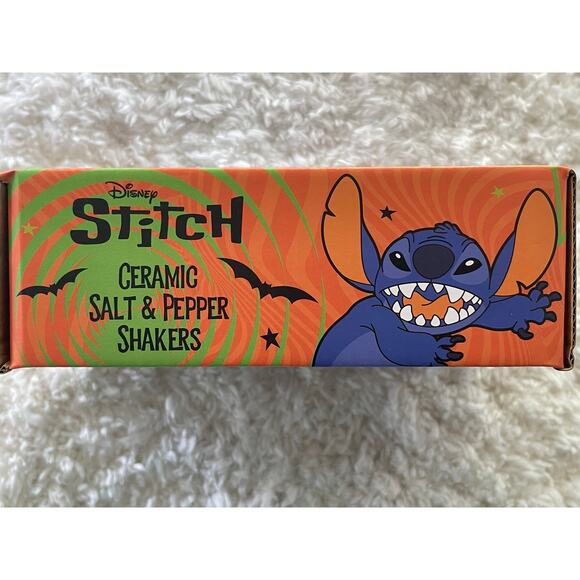 Disney
Stitch
CERAMIC
SALT & PEPPER
SHAKERS